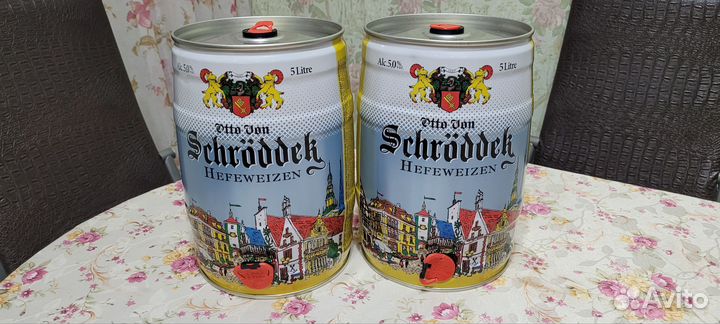 Alc. 5.0% 5 Litre
Otto Von
Schröddek
HEFEWEIZEN
Alc. 5.0% 5 Litre
Otto Von
Schröddek
HEFEWEIZEN
Avito